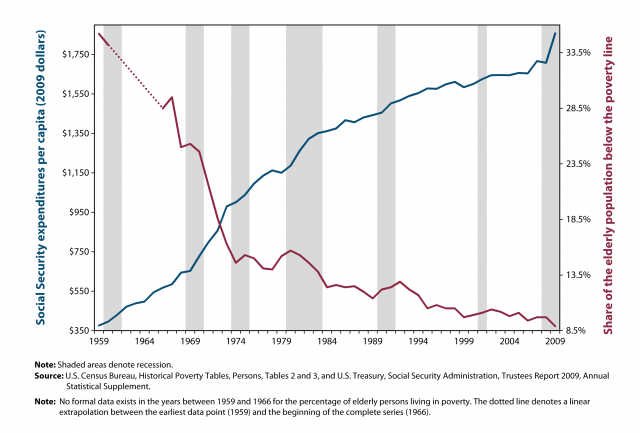 Social Security expenditures per capita (2009 dollars)
$1,750
$1,550
$1,350
$1,150
$950
$750
$550
$350
33.5%
28.5%
23.5%
18.5%
13.5%
8.5%
Share of the elderly population below the poverty line
1959 1964 1969 1974 1979 1984 1989 1994 1999 2004 2009
Note: Shaded areas denote recession.
Source: U.S. Census Bureau, Historical Poverty Tables, Persons, Tables 2 and 3, and U.S. Treasury, Social Security Administration, Trustees Report 2009, Annual
Statistical Supplement.
Note: No formal data exists in the years between 1959 and 1966 for the percentage of elderly persons living in poverty. The dotted line denotes a linear
extrapolation between the earliest data point (1959) and the beginning of the complete series (1966).